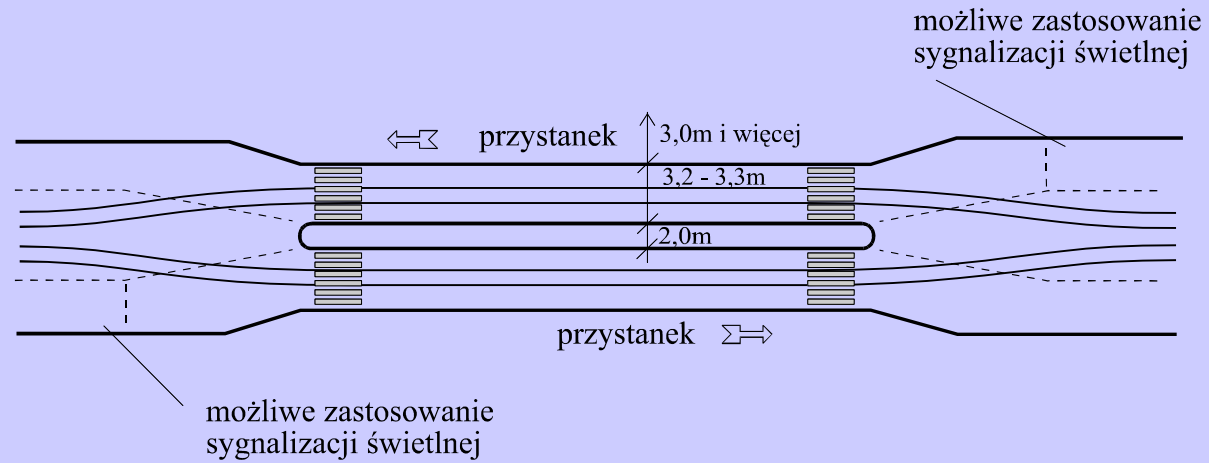 możliwe zastosowanie
sygnalizacji świetlnej
przystanek
3,0m i więcej
3,2 - 3,3m
2,0m
przystanek
możliwe zastosowanie
sygnalizacji świetlnej